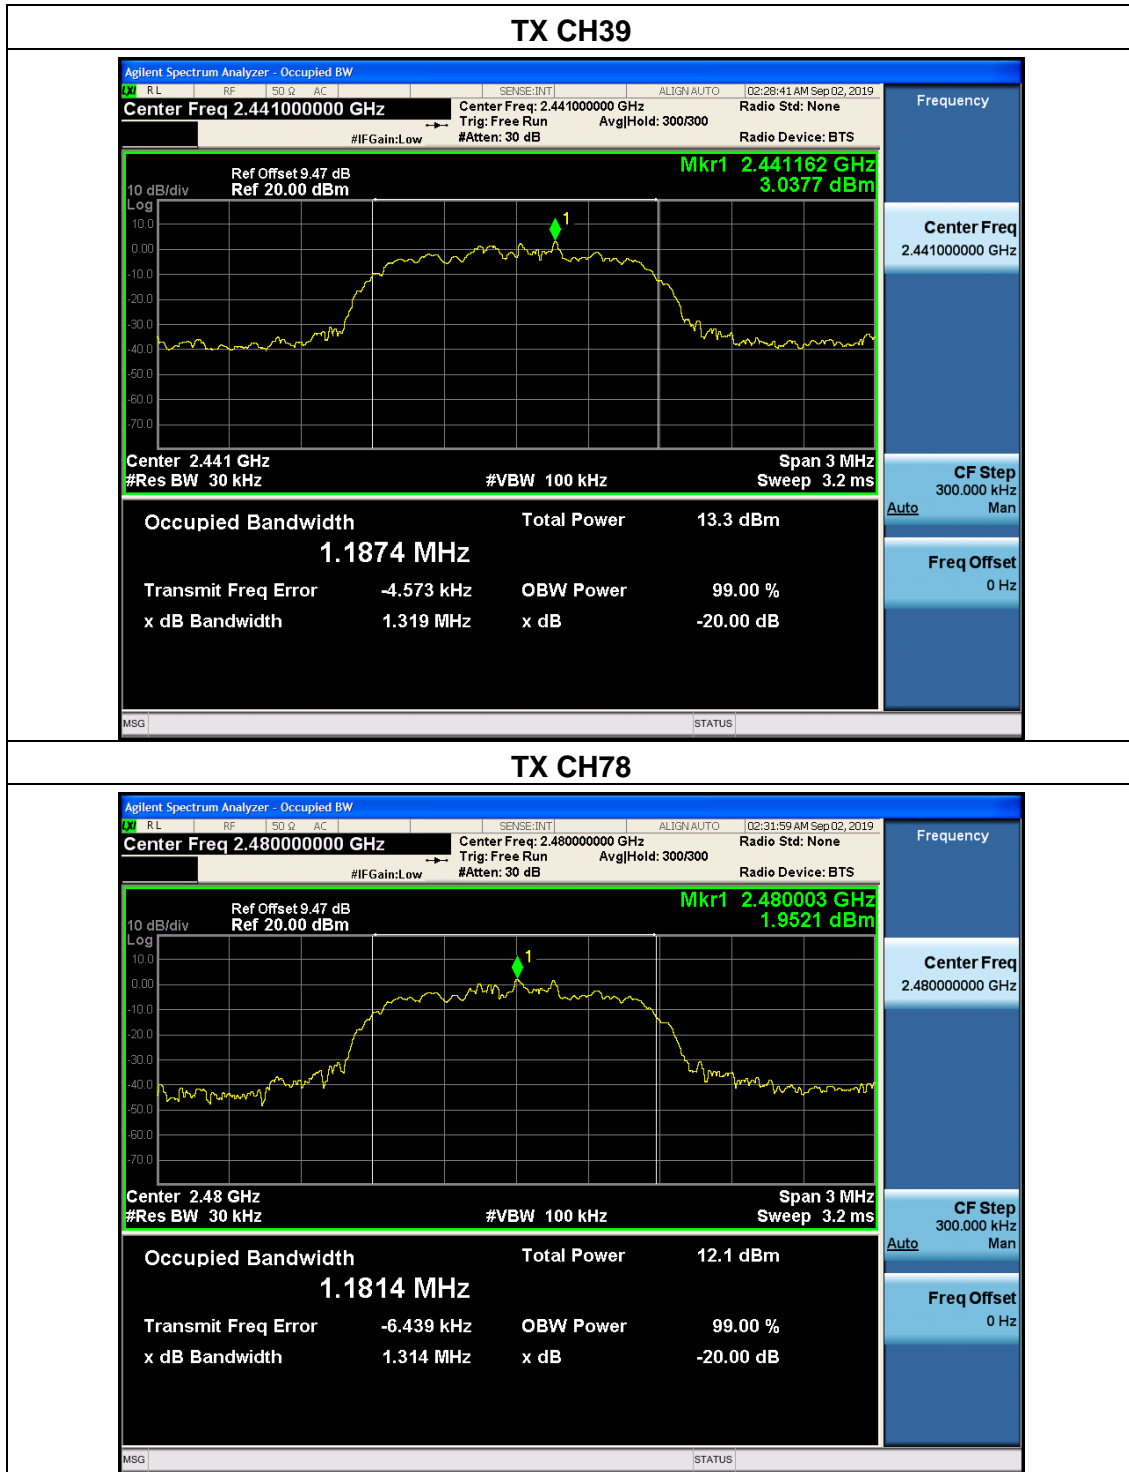 TX CH39
Agilent Spectrum Analyzer - Occupied BW
LXI RL RF 50 Ω AC SENSE:INT ALIGN AUTO 02:28:41 AM Sep 02, 2019
Center Freq 2.441000000 GHz Center Freq: 2.441000000 GHz Radio Std: None Frequency
Trig: Free Run Avg|Hold: 300/300
#IFGain:Low #Atten: 30 dB Radio Device: BTS
Mkr1 2.441162 GHz
Ref Offset 9.47 dB
10 dB/div Ref 20.00 dBm 3.0377 dBm
Log
10.0
1
Center Freq
2.441000000 GHz
0.00
-10.0
-20.0
-30.0
-40.0
-50.0
-60.0
-70.0
Center 2.441 GHz Span 3 MHz
#Res BW 30 kHz #VBW 100 kHz Sweep 3.2 ms
CF Step
300.000 kHz
Auto Man
Occupied Bandwidth Total Power 13.3 dBm
1.1874 MHz
Freq Offset
0 Hz
Transmit Freq Error -4.573 kHz OBW Power 99.00 %
x dB Bandwidth 1.319 MHz x dB -20.00 dB
MSG STATUS
TX CH78
Agilent Spectrum Analyzer - Occupied BW
LXI RL RF 50 Ω AC SENSE:INT ALIGN AUTO 02:31:59 AM Sep 02, 2019
Center Freq 2.480000000 GHz Center Freq: 2.480000000 GHz Radio Std: None Frequency
Trig: Free Run Avg|Hold: 300/300
#IFGain:Low #Atten: 30 dB Radio Device: BTS
Mkr1 2.480003 GHz
Ref Offset 9.47 dB
10 dB/div Ref 20.00 dBm 1.9521 dBm
Log
10.0
1
Center Freq
2.480000000 GHz
0.00
-10.0
-20.0
-30.0
-40.0
-50.0
-60.0
-70.0
Center 2.48 GHz Span 3 MHz
#Res BW 30 kHz #VBW 100 kHz Sweep 3.2 ms
CF Step
300.000 kHz
Auto Man
Occupied Bandwidth Total Power 12.1 dBm
1.1814 MHz
Freq Offset
0 Hz
Transmit Freq Error -6.439 kHz OBW Power 99.00 %
x dB Bandwidth 1.314 MHz x dB -20.00 dB
MSG STATUS